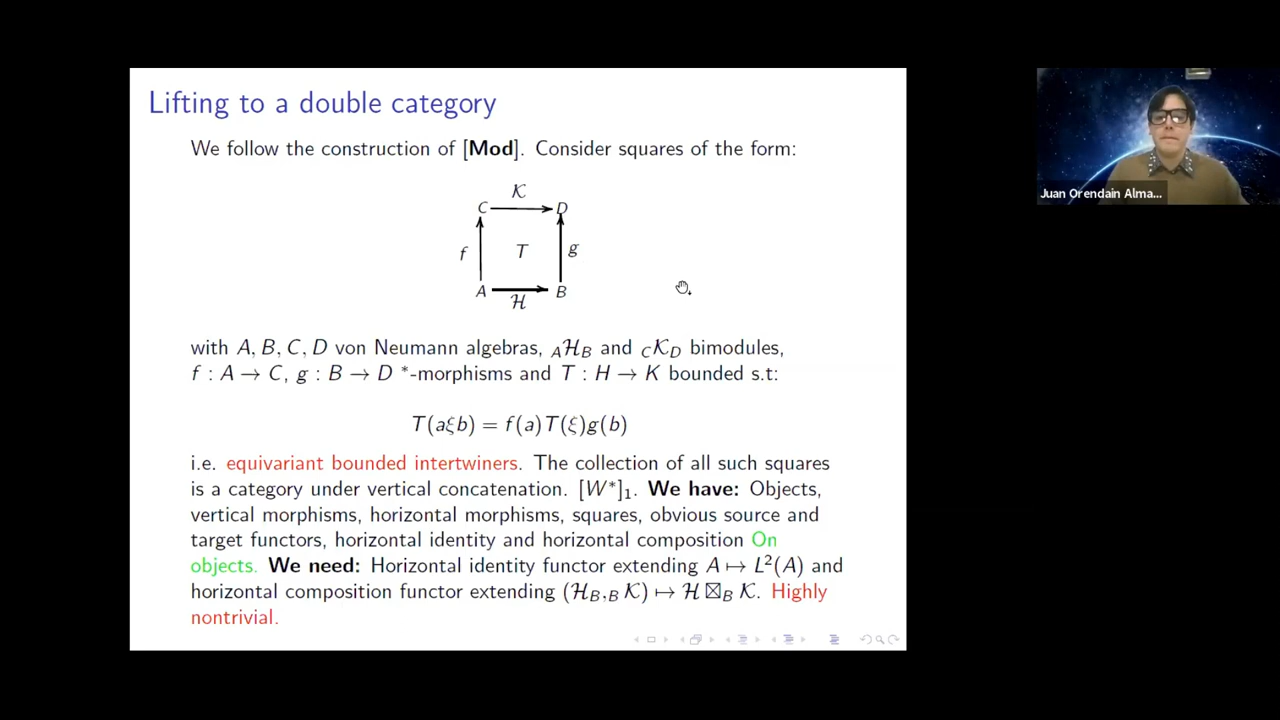 Lifting to a double category
We follow the construction of [Mod]. Consider squares of the form:
𝒦
C D
f T g
A B
ℋ
with A, B, C, D von Neumann algebras, _Aℋ_B and _C𝒦_D bimodules,
f : A → C, g : B → D *-morphisms and T : H → K bounded s.t:
T(aξb) = f(a)T(ξ)g(b)
i.e. equivariant bounded intertwiners. The collection of all such squares
is a category under vertical concatenation. [W*]₁. We have: Objects,
vertical morphisms, horizontal morphisms, squares, obvious source and
target functors, horizontal identity and horizontal composition On
objects. We need: Horizontal identity functor extending A ↦ L²(A) and
horizontal composition functor extending (ℋ_B,_B 𝒦) ↦ ℋ ⊠_B 𝒦. Highly
nontrivial.
Juan Orendain Alma...